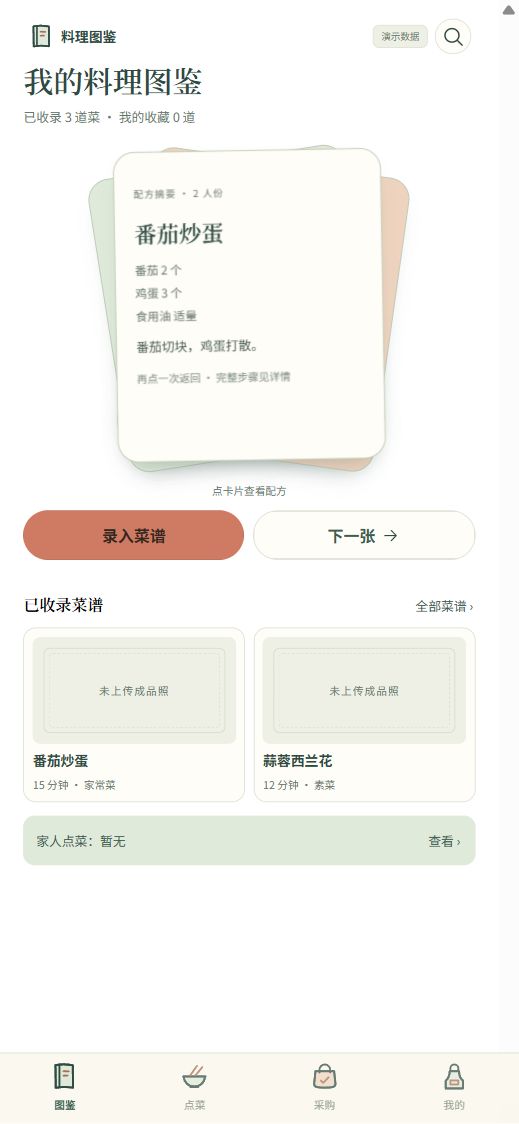 料理图鉴
演示数据
我的料理图鉴
已收录 3 道菜 · 我的收藏 0 道
配方摘要 · 2 人份
番茄炒蛋
番茄 2 个
鸡蛋 3 个
食用油 适量
番茄切块，鸡蛋打散。
再点一次返回 · 完整步骤见详情
点卡片查看配方
录入菜谱
下一张 →
已收录菜谱
全部菜谱 ›
未上传成品照
未上传成品照
番茄炒蛋
蒜蓉西兰花
15 分钟 · 家常菜
12 分钟 · 素菜
家人点菜：暂无
查看 ›
图鉴
点菜
采购
我的